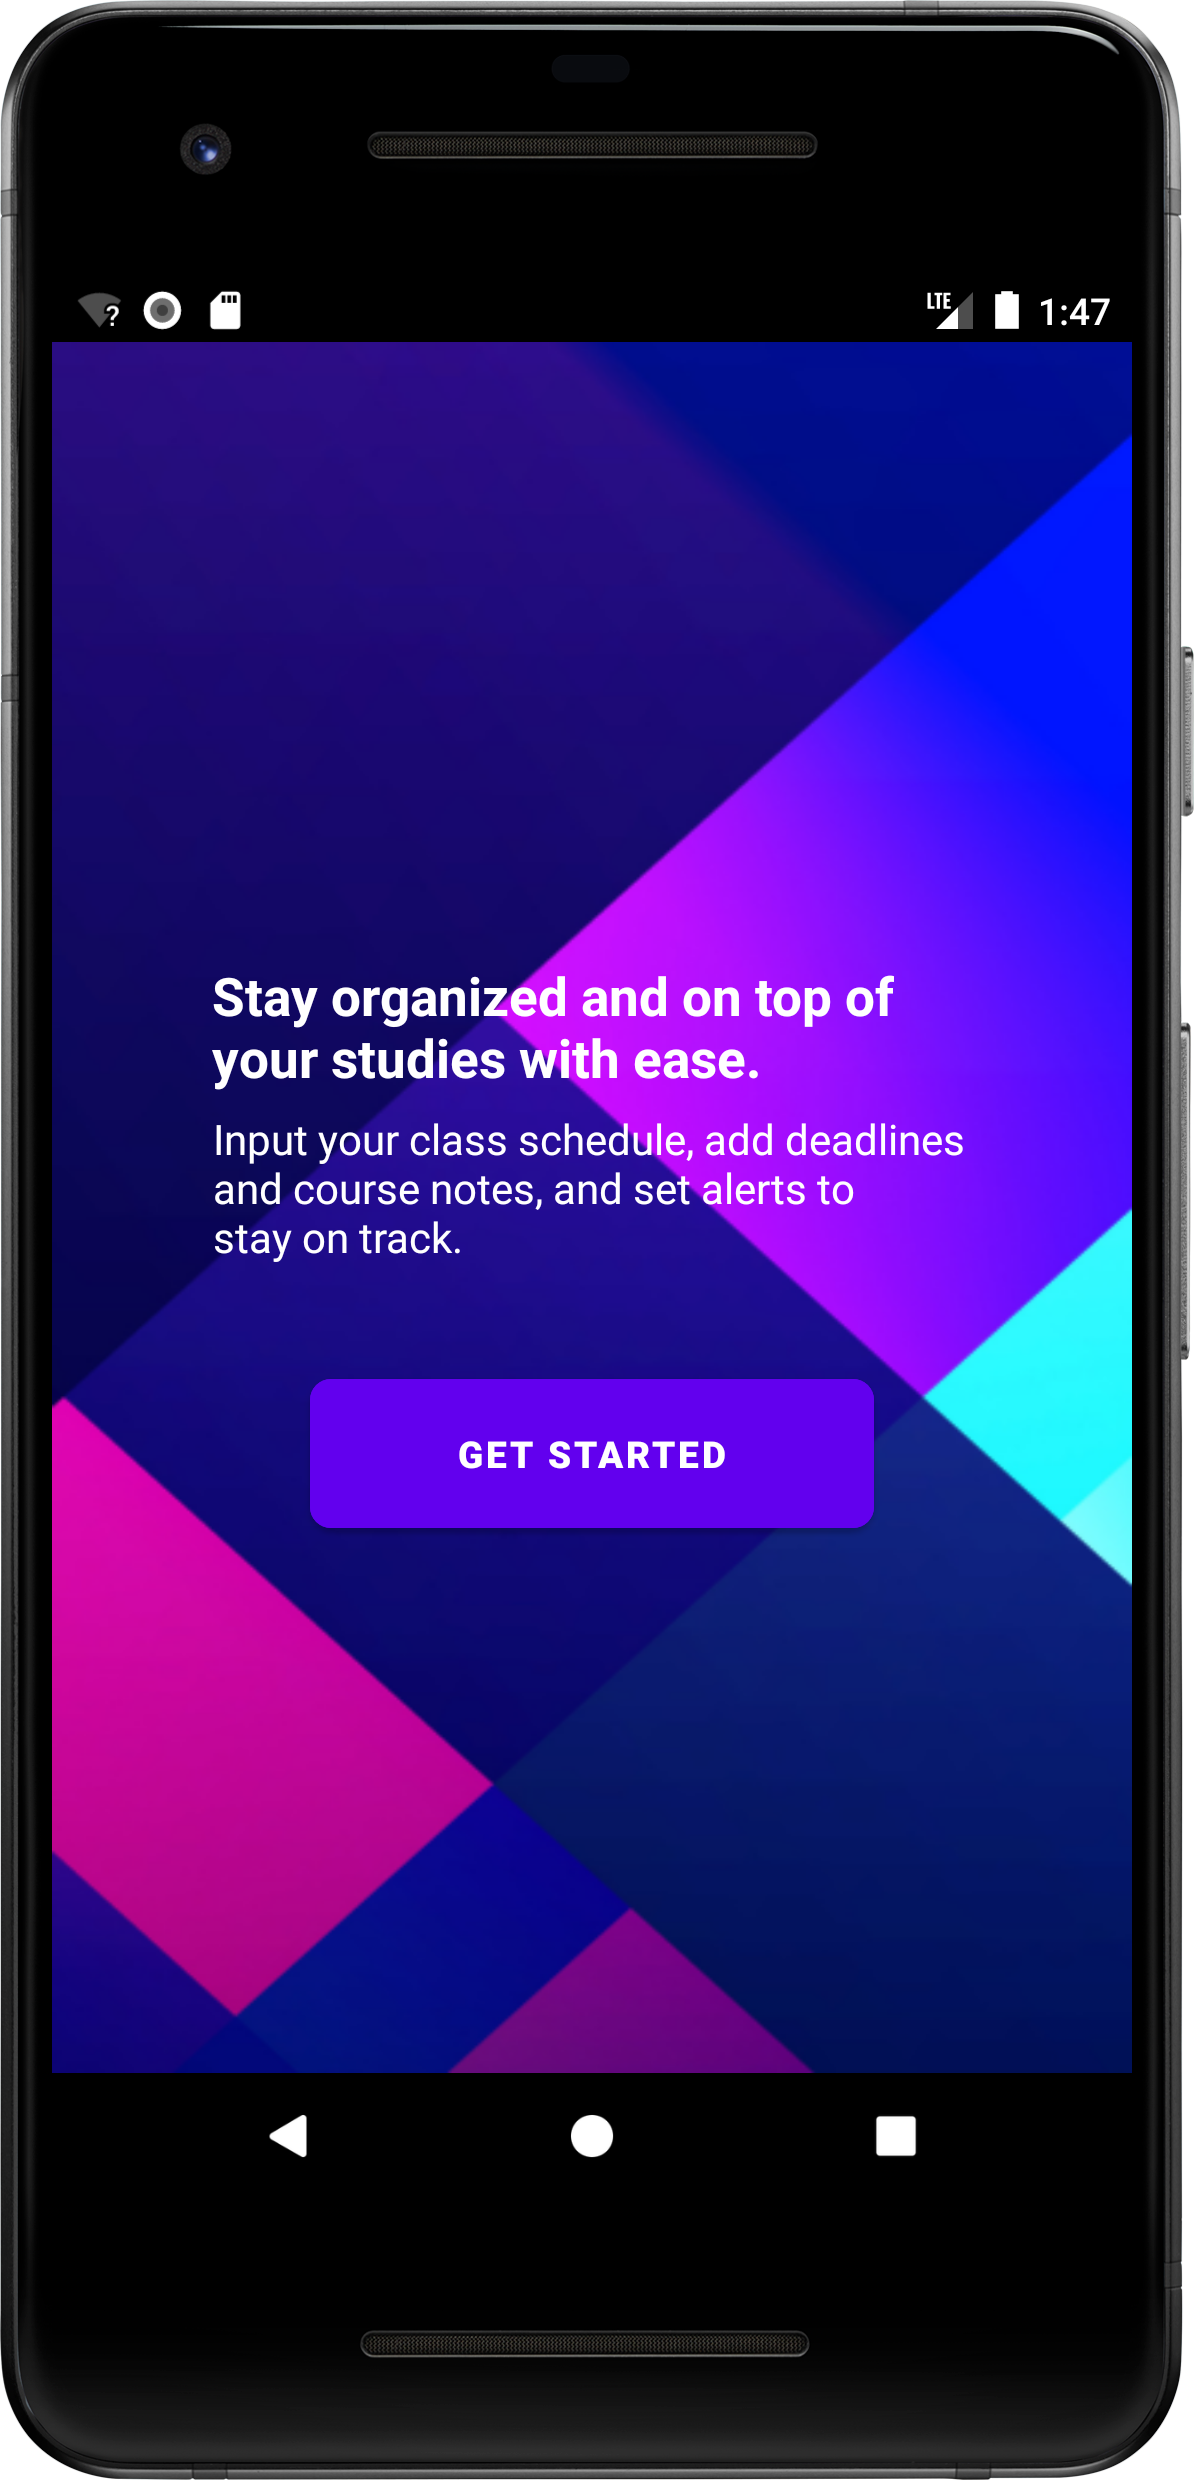 ?
LTE
1:47
Stay organized and on top of
your studies with ease.
Input your class schedule, add deadlines
and course notes, and set alerts to
stay on track.
GET STARTED